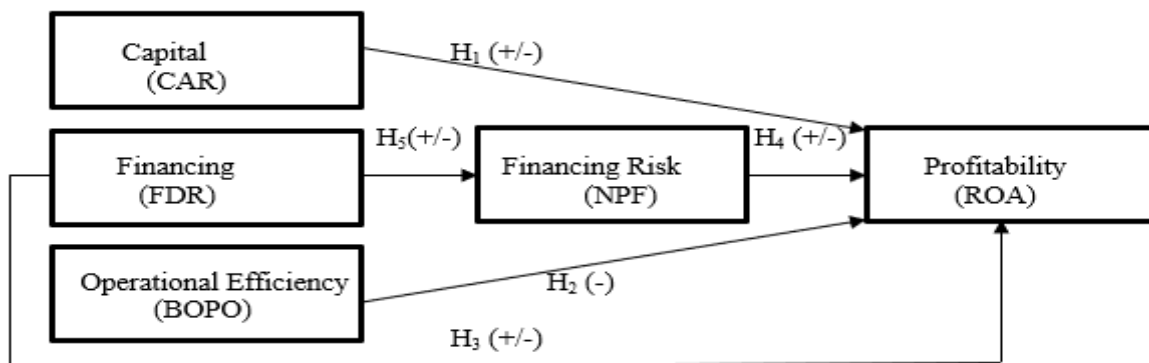 Capital
(CAR)
H₁ (+/-)
Financing
(FDR)
H₅(+/-)
Financing Risk
(NPF)
H₄ (+/-)
Profitability
(ROA)
Operational Efficiency
(BOPO)
H₂ (-)
H₃ (+/-)